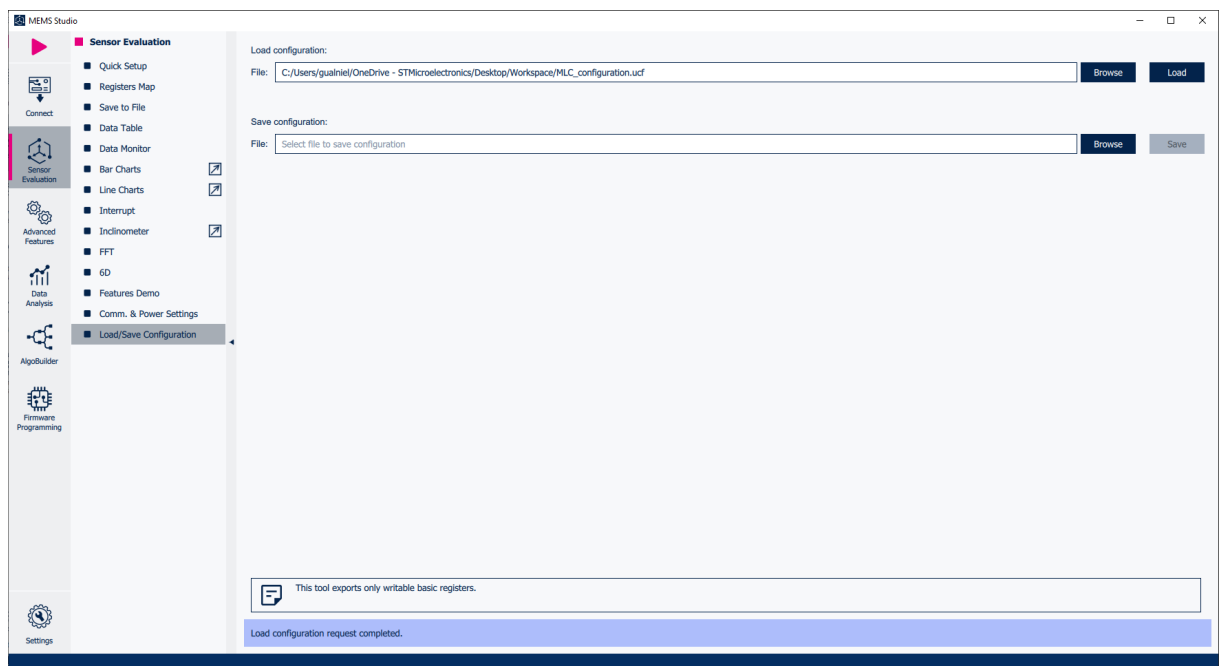 MEMS Studio
Connect
Sensor
Evaluation
Advanced
Features
Data
Analysis
AlgoBuilder
Firmware
Programming
Settings
Sensor Evaluation
Quick Setup
Registers Map
Save to File
Data Table
Data Monitor
Bar Charts
Line Charts
Interrupt
Inclinometer
FFT
6D
Features Demo
Comm. & Power Settings
Load/Save Configuration
Load configuration:
File: C:/Users/gualniel/OneDrive - STMicroelectronics/Desktop/Workspace/MLC_configuration.ucf Browse Load
Save configuration:
File: Select file to save configuration Browse Save
This tool exports only writable basic registers.
Load configuration request completed.